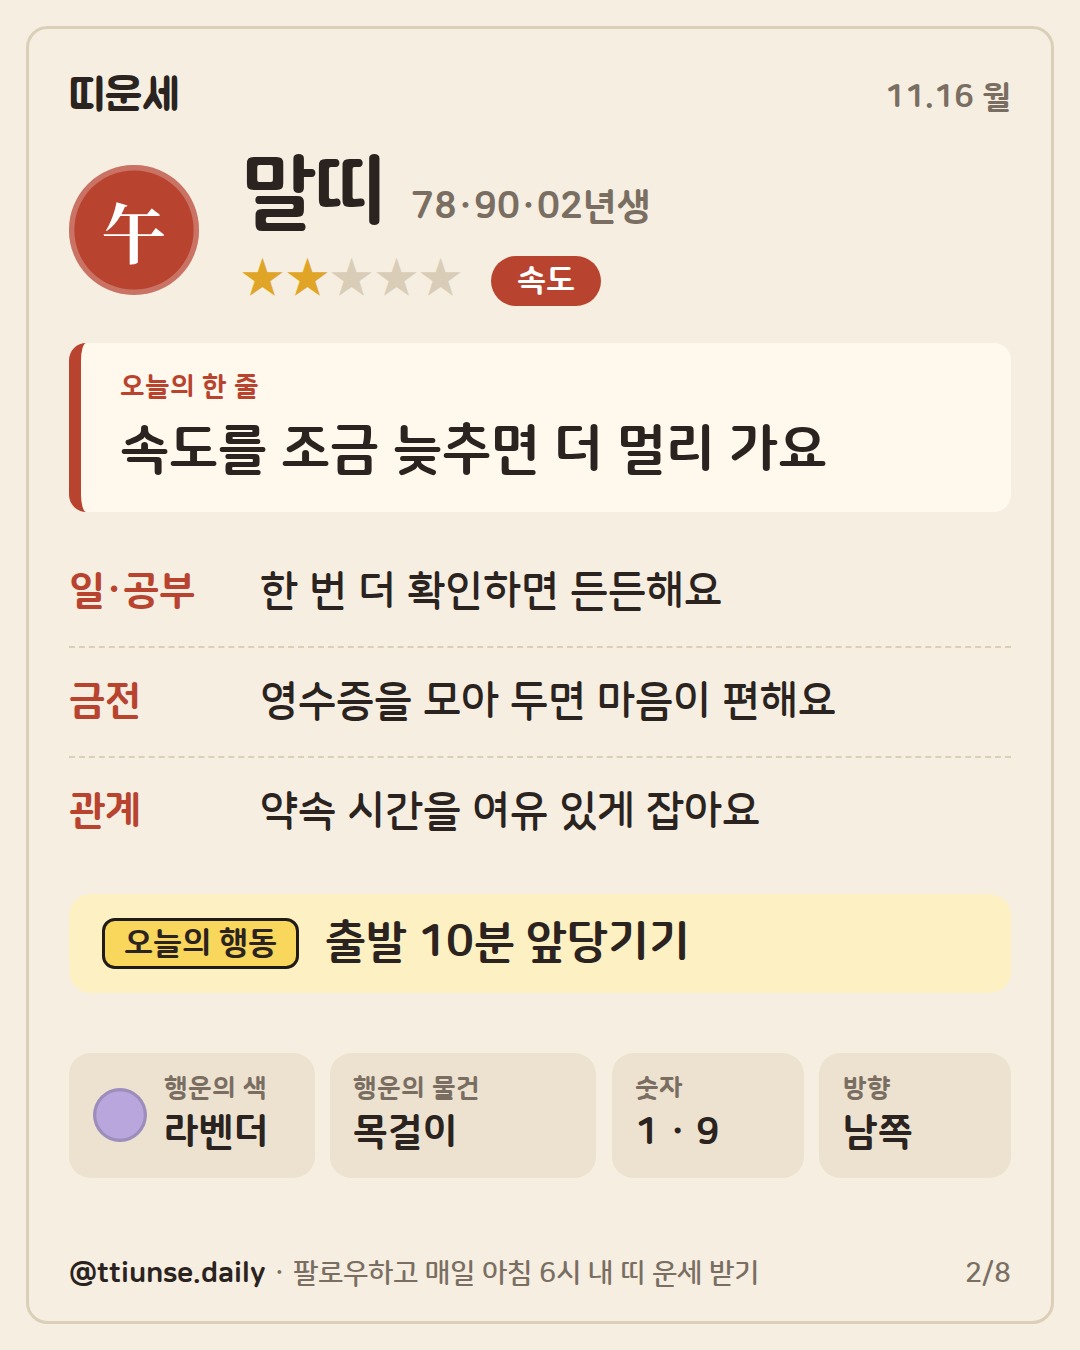 띠운세
11.16 월
午
말띠 78·90·02년생
★★★★★ 속도
오늘의 한 줄
속도를 조금 늦추면 더 멀리 가요
일·공부 한 번 더 확인하면 든든해요
금전 영수증을 모아 두면 마음이 편해요
관계 약속 시간을 여유 있게 잡아요
오늘의 행동 출발 10분 앞당기기
행운의 색
라벤더
행운의 물건
목걸이
숫자
1 · 9
방향
남쪽
@ttiunse.daily · 팔로우하고 매일 아침 6시 내 띠 운세 받기
2/8